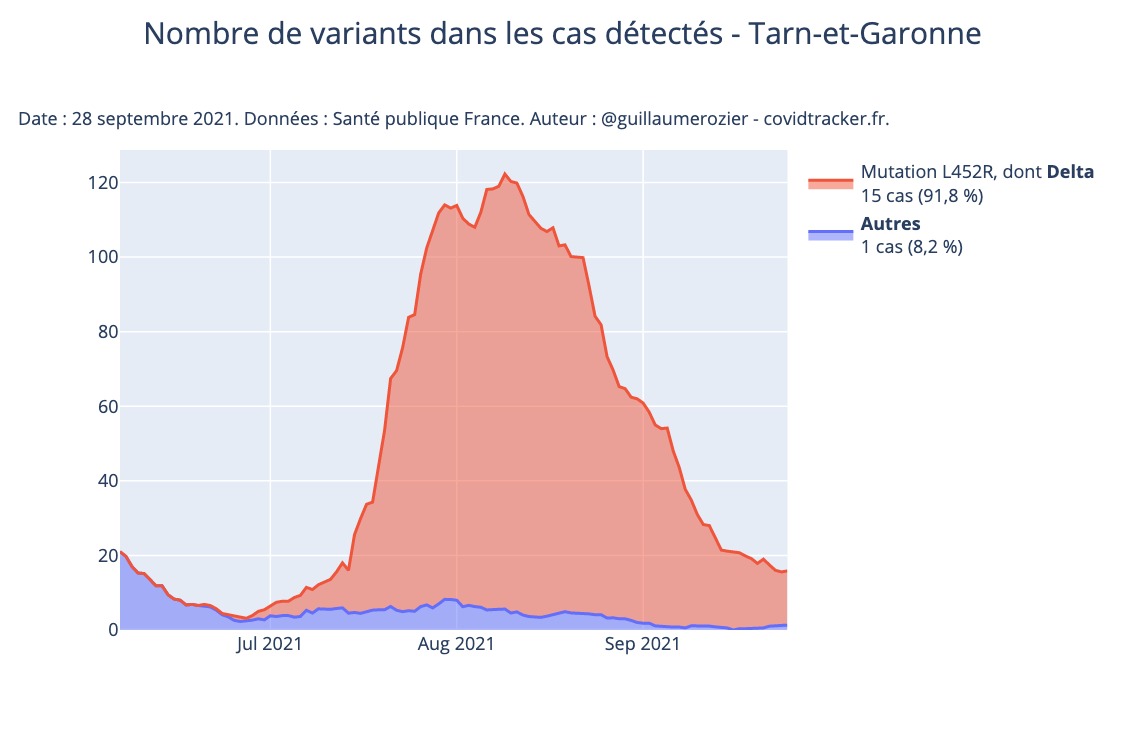 Nombre de variants dans les cas détectés - Tarn-et-Garonne
Date : 28 septembre 2021. Données : Santé publique France. Auteur : @guillaumerozier - covidtracker.fr.
Mutation L452R, dont Delta
15 cas (91,8 %)
Autres
1 cas (8,2 %)
120
100
80
60
40
20
0
Jul 2021 Aug 2021 Sep 2021